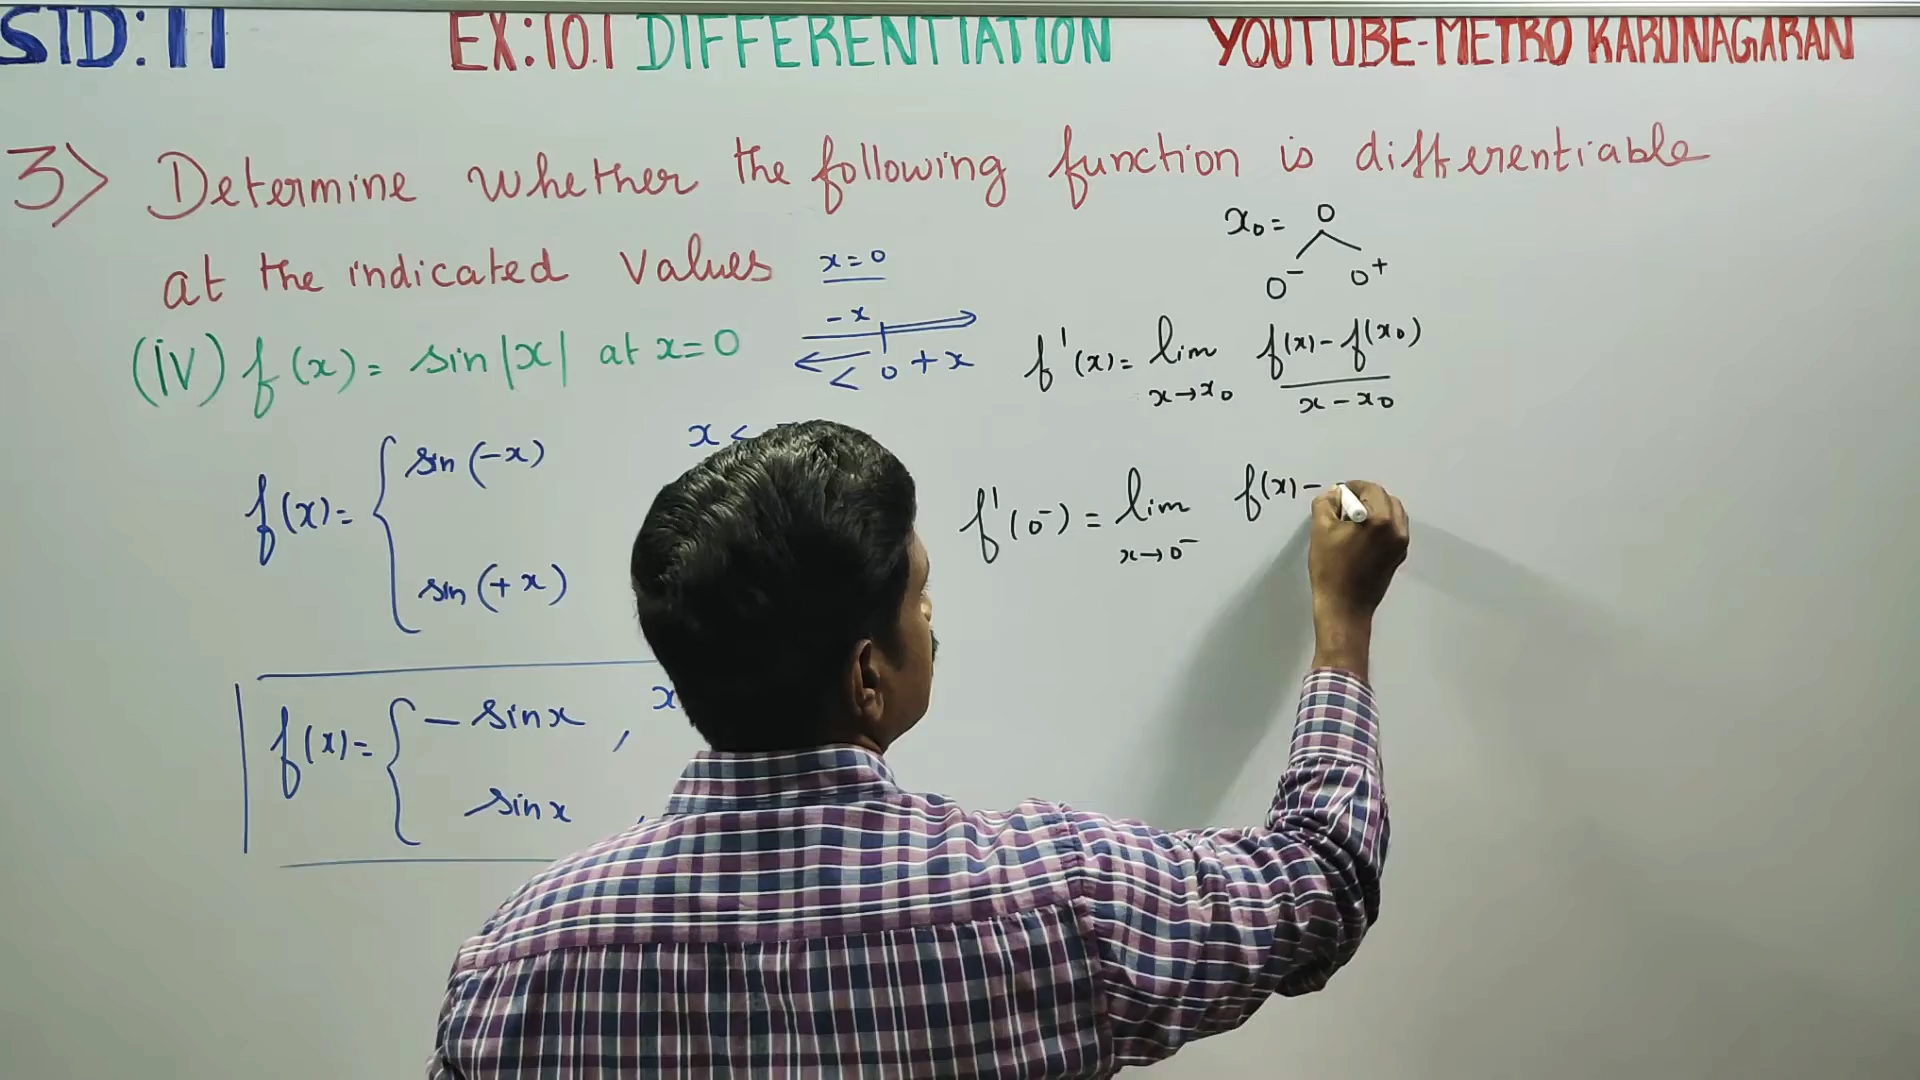 STD: 11 EX:10.1 DIFFERENTIATION YOUTUBE-METRO KARUNAGARAN
3> Determine whether the following function is differentiable
at the indicated values x=0
(iv) f(x) = sin|x| at x=0
-x
< 0 + x
f(x)= { sin(-x) x <
sin(+x)
f(x)= { - sinx , x
sinx ,
x₀ = 0
0⁻ 0⁺
f'(x)= lim x→x₀ f(x) - f(x₀) / x - x₀
f'(0⁻) = lim x→0⁻ f(x) -